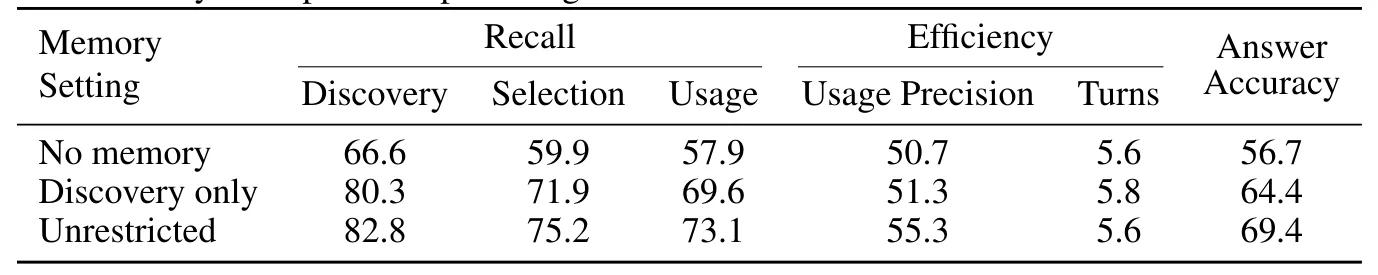 Memory Setting Recall Efficiency Answer Accuracy
Discovery Selection Usage Usage Precision Turns
No memory 66.6 59.9 57.9 50.7 5.6 56.7
Discovery only 80.3 71.9 69.6 51.3 5.8 64.4
Unrestricted 82.8 75.2 73.1 55.3 5.6 69.4